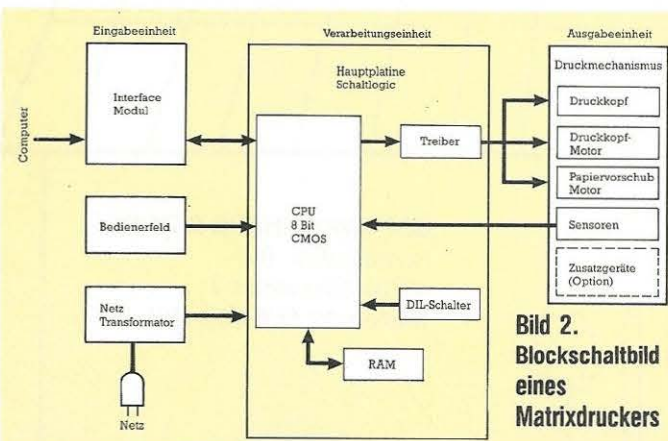 Eingabeeinheit
Verarbeitungseinheit
Ausgabeeinheit
Computer
Interface
Modul
Hauptplatine
Schaltlogic
Druckmechanismus
Druckkopf
Treiber
Druckkopf-
Motor
Papiervorschub
Motor
Bedienerfeld
CPU
8 Bit
CMOS
Sensoren
Zusatzgeräte
(Option)
Netz
Transformator
DIL-Schalter
RAM
Netz
Bild 2.
Blockschaltbild
eines
Matrixdruckers